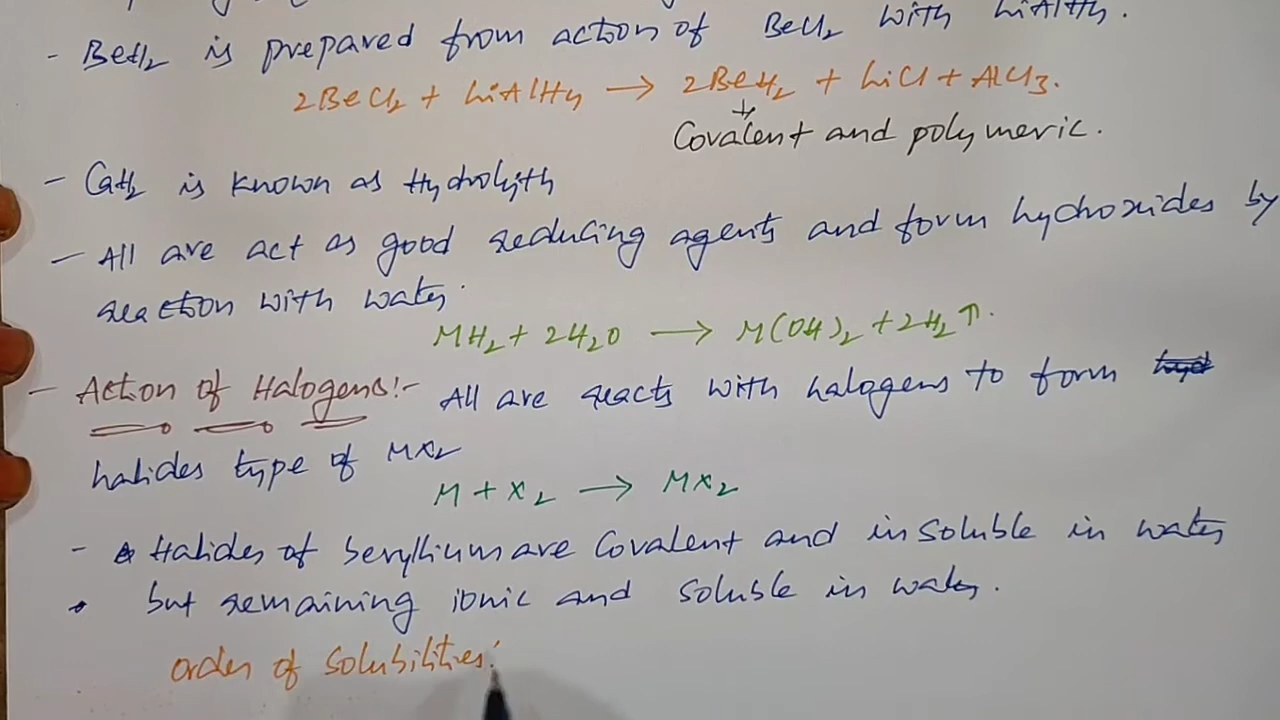 - BeH2 is prepared from action of BeCl2 with LiAlH4.
2BeCl2 + LiAlH4 → 2BeH2 + LiCl + AlCl3.
Covalent and polymeric.
- CaH2 is known as Hydrolyth
- All are act as good reducing agents and form hydroxides by
reaction with water.
MH2 + 2H2O → M(OH)2 + 2H2↑.
- Action of Halogens:- All are reacts with halogens to form
halides type of MX2
M + X2 → MX2
- Halides of beryllium are Covalent and insoluble in water
but remaining ionic and soluble in water.
order of solubilities: